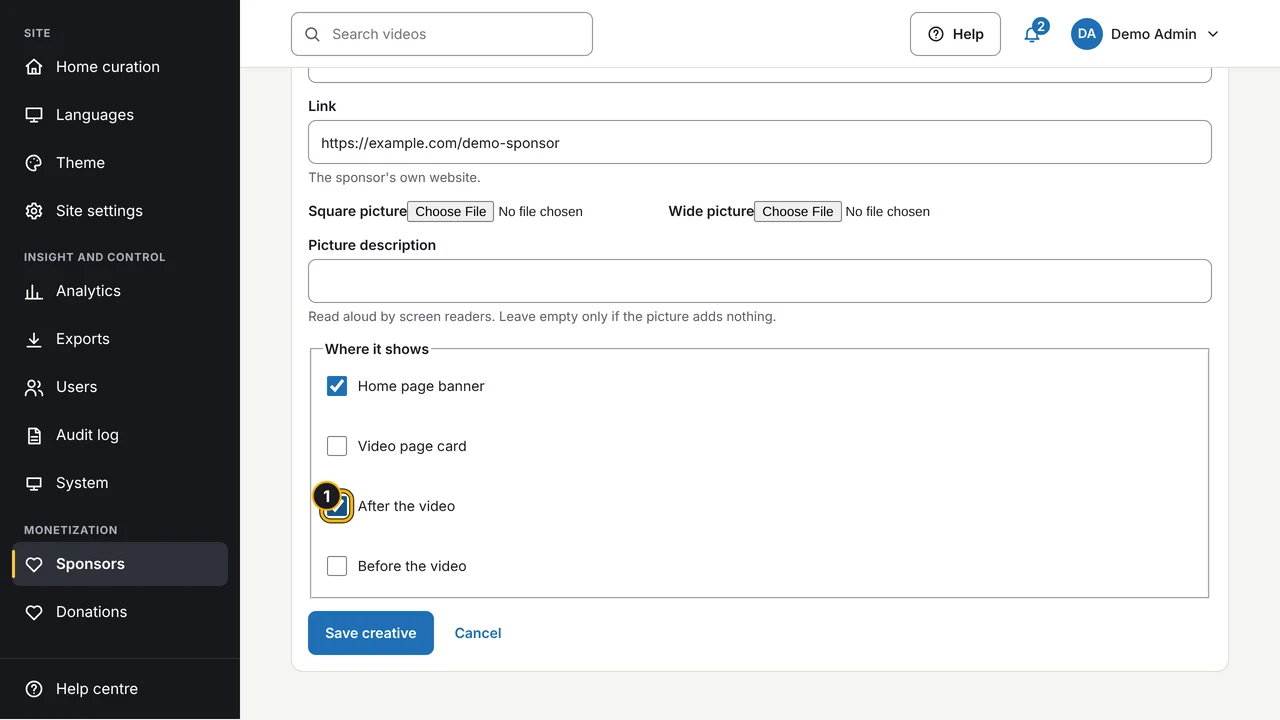 SITE
Home curation
Languages
Theme
Site settings
INSIGHT AND CONTROL
Analytics
Exports
Users
Audit log
System
MONETIZATION
Sponsors
Donations
Help centre
Search videos
Help
2
DA Demo Admin
Link
https://example.com/demo-sponsor
The sponsor's own website.
Square picture Choose File No file chosen
Wide picture Choose File No file chosen
Picture description
Read aloud by screen readers. Leave empty only if the picture adds nothing.
Where it shows
Home page banner
Video page card
1
After the video
Before the video
Save creative
Cancel